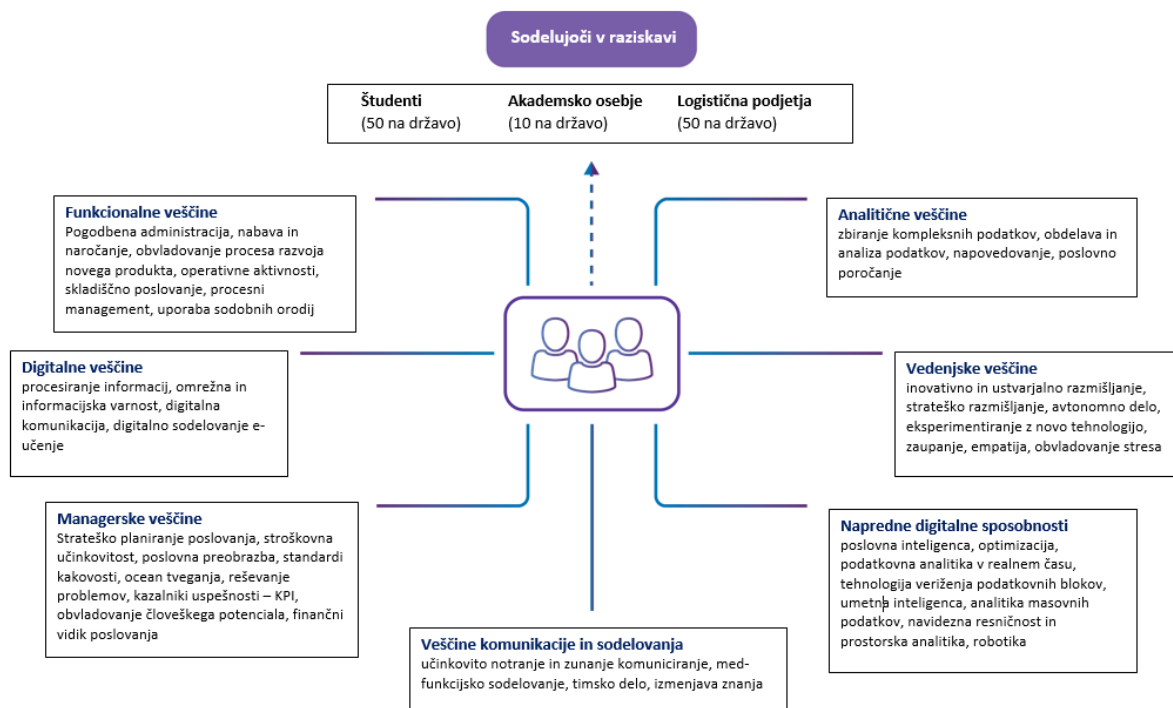 Sodelujoči v raziskavi
Študenti Akademsko osebje Logistična podjetja
(50 na državo) (10 na državo) (50 na državo)
Funkcionalne veščine
Pogodbena administracija, nabava in
naročanje, obvladovanje procesa razvoja
novega produkta, operativne aktivnosti,
skladiščno poslovanje, procesni
management, uporaba sodobnih orodij
Analitične veščine
zbiranje kompleksnih podatkov, obdelava in
analiza podatkov, napovedovanje, poslovno
poročanje
Digitalne veščine
procesiranje informacij, omrežna in
informacijska varnost, digitalna
komunikacija, digitalno sodelovanje e-
učenje
Vedenjske veščine
inovativno in ustvarjalno razmišljanje,
strateško razmišljanje, avtonomno delo,
eksperimentiranje z novo tehnologijo,
zaupanje, empatija, obvladovanje stresa
Managerske veščine
Strateško planiranje poslovanja, stroškovna
učinkovitost, poslovna preobrazba, standardi
kakovosti, ocean tveganja, reševanje
problemov, kazalniki uspešnosti – KPI,
obvladovanje človeškega potenciala, finančni
vidik poslovanja
Napredne digitalne sposobnosti
poslovna inteligenca, optimizacija,
podatkovna analitika v realnem času,
tehnologija veriženja podatkovnih blokov,
umetna inteligenca, analitika masovnih
podatkov, navidezna resničnost in
prostorska analitika, robotika
Veščine komunikacije in sodelovanja
učinkovito notranje in zunanje komuniciranje, med-
funkcijsko sodelovanje, timsko delo, izmenjava znanja